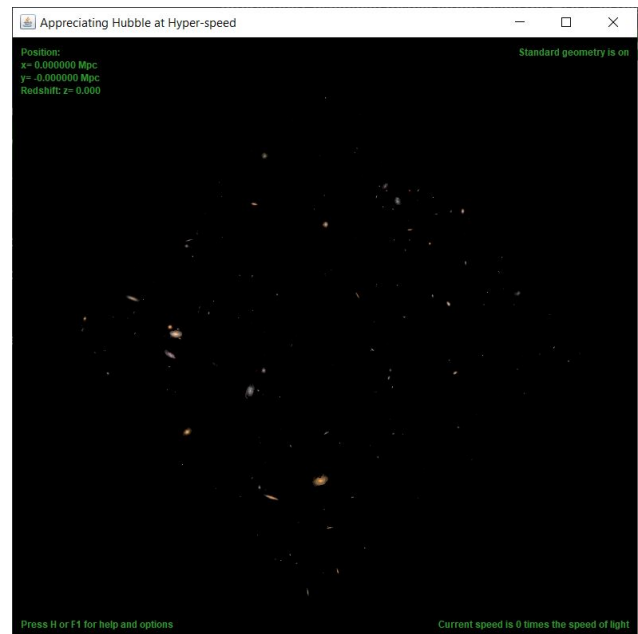 Appreciating Hubble at Hyper-speed
Position:
x= 0.000000 Mpc
y= -0.000000 Mpc
Redshift: z= 0.000
Standard geometry is on
Press H or F1 for help and options
Current speed is 0 times the speed of light